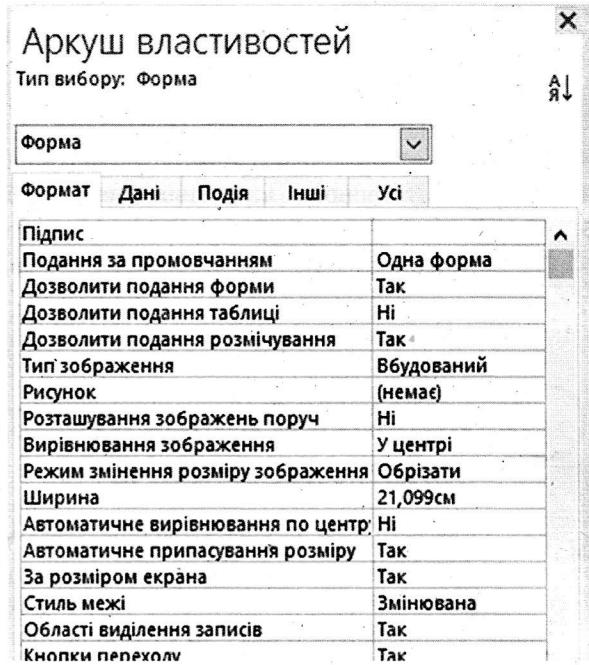 Аркуш властивостей
Тип вибору: Форма
Форма
Формат Дані Подія Інші Усі
Підпис
Подання за промовчанням Одна форма
Дозволити подання форми Так
Дозволити подання таблиці Ні
Дозволити подання розмічування Так
Тип зображення Вбудований
Рисунок (немає)
Розташування зображень поруч Ні
Вирівнювання зображення У центрі
Режим змінення розміру зображення Обрізати
Ширина 21,099см
Автоматичне вирівнювання по центру Ні
Автоматичне припасування розміру Так
За розміром екрана Так
Стиль межі Змінювана
Області виділення записів Так
Кнопки переходу Так